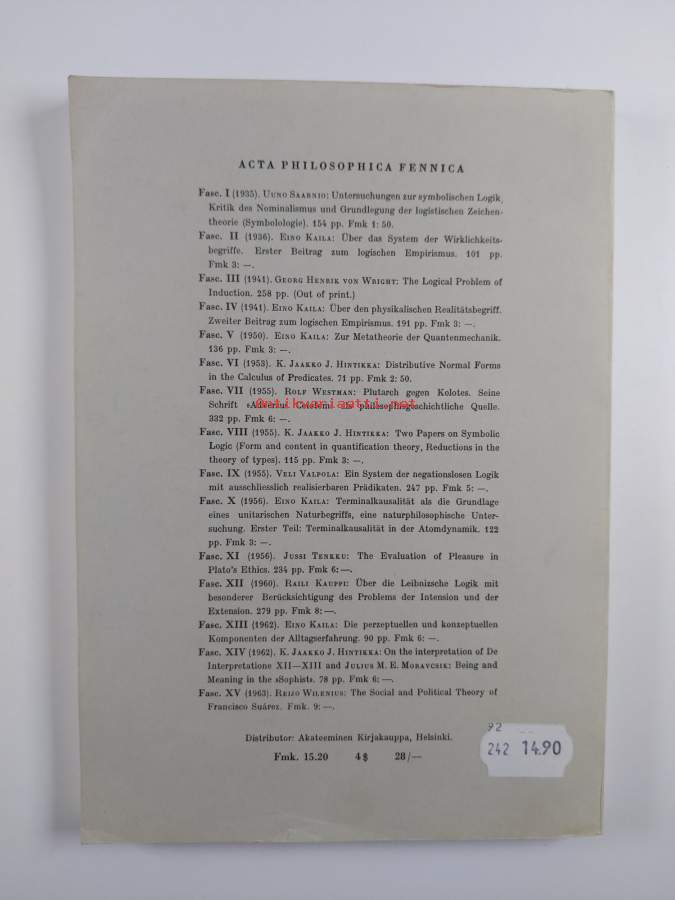 ACTA PHILOSOPHICA FENNICA
Fasc. I (1935). UUNO SAARNIO: Untersuchungen zur symbolischen Logik.
Kritik des Nominalismus und Grundlegung der logistischen Zeichen-
theorie (Symbolologie). 154 pp. Fmk 1: 50.
Fasc. II (1936). EINO KAILA: Über das System der Wirklichkeits-
begriffe. Erster Beitrag zum logischen Empirismus. 101 pp.
Fmk 3: —.
Fasc. III (1941). GEORG HENRIK VON WRIGHT: The Logical Problem of
Induction. 258 pp. (Out of print.)
Fasc. IV (1941). EINO KAILA: Über den physikalischen Realitätsbegriff.
Zweiter Beitrag zum logischen Empirismus. 191 pp. Fmk 3: —.
Fasc. V (1950). EINO KAILA: Zur Metatheorie der Quantenmechanik.
136 pp. Fmk 3: —.
Fasc. VI (1953). K. JAAKKO J. HINTIKKA: Distributive Normal Forms
in the Calculus of Predicates. 71 pp. Fmk 2: 50.
Fasc. VII (1955). ROLF WESTMAN: Plutarch gegen Kolotes. Seine
Schrift »Adversus Colotem» als philosophiegeschichtliche Quelle.
antikvariaatti.net
332 pp. Fmk 6: —.
Fasc. VIII (1955). K. JAAKKO J. HINTIKKA: Two Papers on Symbolic
Logic (Form and content in quantification theory, Reductions in the
theory of types). 115 pp. Fmk 3: —.
Fasc. IX (1955). VELI VALPOLA: Ein System der negationslosen Logik
mit ausschliesslich realisierbaren Prädikaten. 247 pp. Fmk 5: —.
Fasc. X (1956). EINO KAILA: Terminalkausalität als die Grundlage
eines unitarischen Naturbegriffs, eine naturphilosophische Unter-
suchung. Erster Teil: Terminalkausalität in der Atomdynamik. 122
pp. Fmk 3: —.
Fasc. XI (1956). JUSSI TENKKU: The Evaluation of Pleasure in
Plato's Ethics. 234 pp. Fmk 6: —.
Fasc. XII (1960). RAILI KAUPPI: Über die Leibnizsche Logik mit
besonderer Berücksichtigung des Problems der Intension und der
Extension. 279 pp. Fmk 8: —.
Fasc. XIII (1962). EINO KAILA: Die perzeptuellen und konzeptuellen
Komponenten der Alltagserfahrung. 90 pp. Fmk 6: —.
Fasc. XIV (1962). K. JAAKKO J. HINTIKKA: On the interpretation of De
Interpretatione XII—XIII and JULIUS M. E. MORAVCSIK: Being and
Meaning in the »Sophist». 78 pp. Fmk 6: —.
Fasc. XV (1963). REIJO WILENIUS: The Social and Political Theory of
Francisco Suárez. Fmk. 9: —.
Distributor: Akateeminen Kirjakauppa, Helsinki.
Fmk. 15.20 4 $ 28/—
92
242 14.90